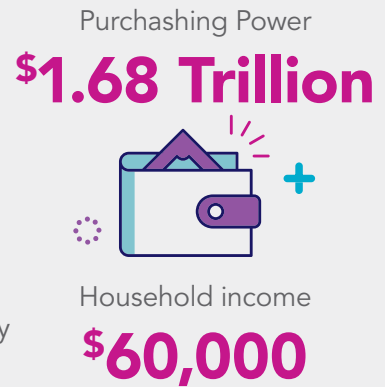 Purchashing Power
$1.68 Trillion
Household income
y
$60,000